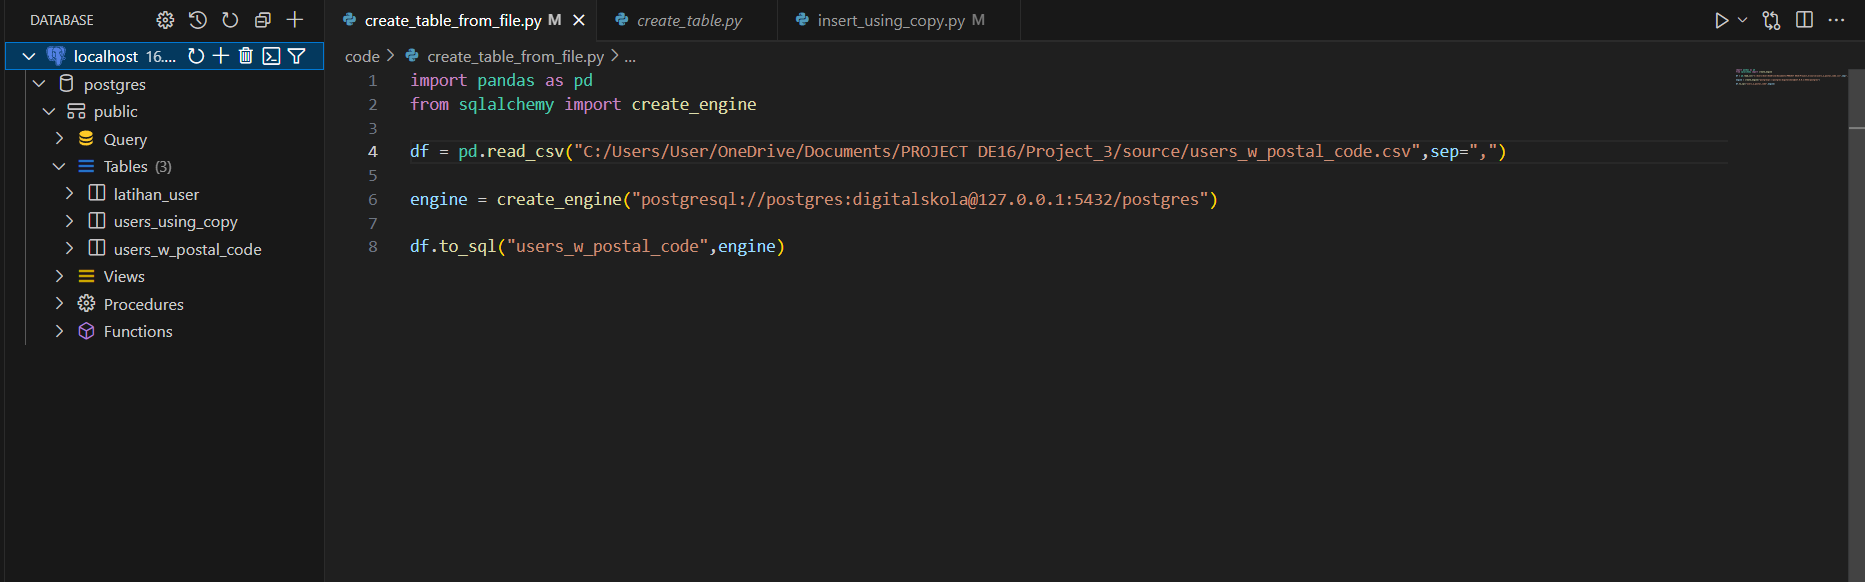 DATABASE
localhost 16....
postgres
public
Query
Tables (3)
latihan_user
users_using_copy
users_w_postal_code
Views
Procedures
Functions
create_table_from_file.py M
create_table.py
insert_using_copy.py M
code > create_table_from_file.py > ...
1 import pandas as pd
2 from sqlalchemy import create_engine
3
4 df = pd.read_csv("C:/Users/User/OneDrive/Documents/PROJECT DE16/Project_3/source/users_w_postal_code.csv",sep=",")
5
6 engine = create_engine("postgresql://postgres:digitalskola@127.0.0.1:5432/postgres")
7
8 df.to_sql("users_w_postal_code",engine)